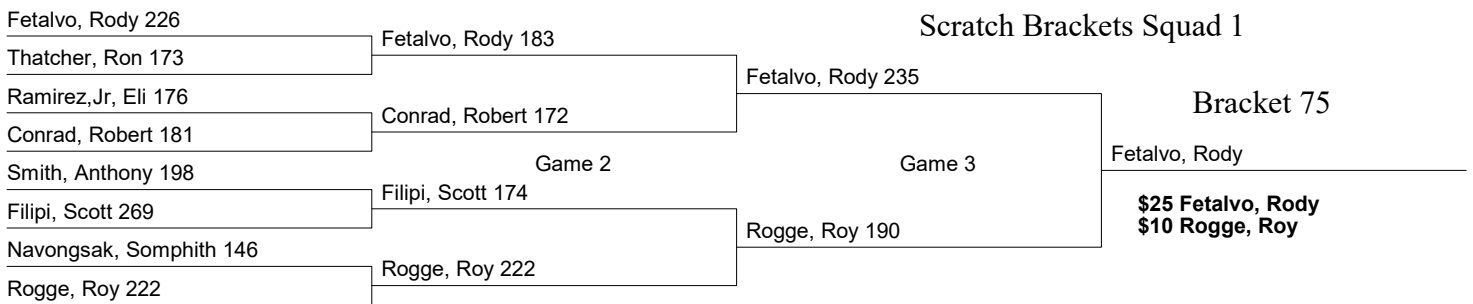 Scratch Brackets Squad 1
Bracket 75
Fetalvo, Rody 226
Thatcher, Ron 173
Ramirez,Jr, Eli 176
Conrad, Robert 181
Smith, Anthony 198
Filipi, Scott 269
Navongsak, Somphith 146
Rogge, Roy 222
Fetalvo, Rody 183
Conrad, Robert 172
Game 2
Filipi, Scott 174
Rogge, Roy 222
Fetalvo, Rody 235
Game 3
Rogge, Roy 190
Fetalvo, Rody
$25 Fetalvo, Rody
$10 Rogge, Roy